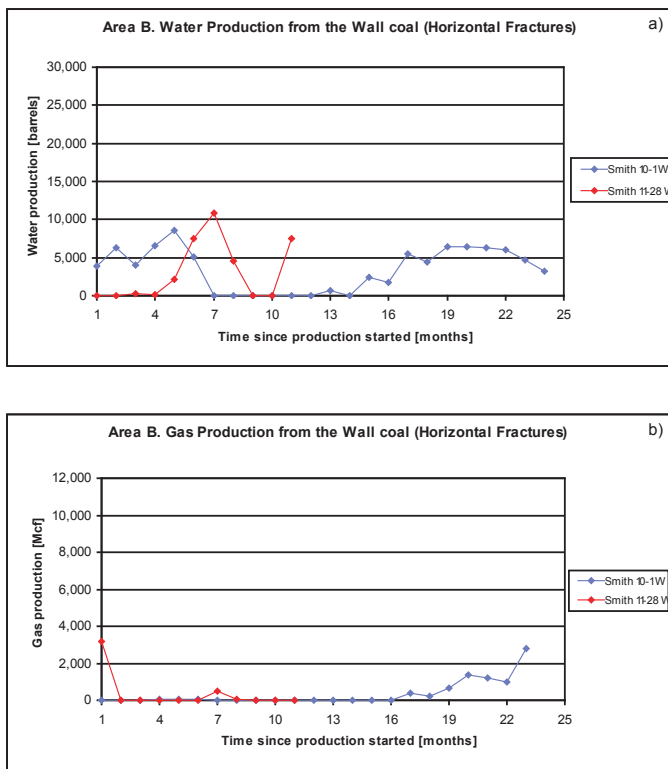 Area B. Water Production from the Wall coal (Horizontal Fractures)
a)
30,000
25,000
20,000
15,000
10,000
5,000
0
Water production [barrels]
1 4 7 10 13 16 19 22 25
Time since production started [months]
Smith 10-1W
Smith 11-28 W
Area B. Gas Production from the Wall coal (Horizontal Fractures)
b)
12,000
10,000
8,000
6,000
4,000
2,000
0
Gas production [Mcf]
1 4 7 10 13 16 19 22 25
Time since production started [months]
Smith 10-1W
Smith 11-28 W